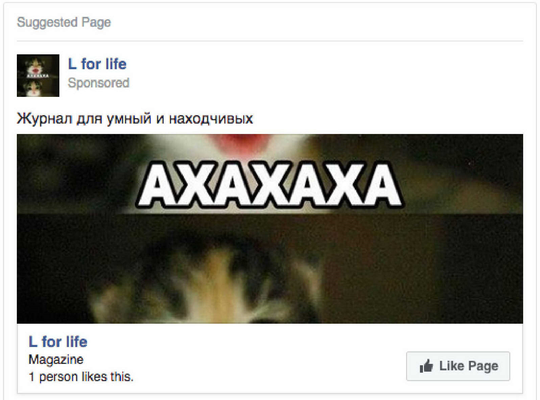 Suggested Page
L for life
Sponsored
Журнал для умный и находчивых
АХАХАХА
L for life
Magazine
1 person likes this.
Like Page